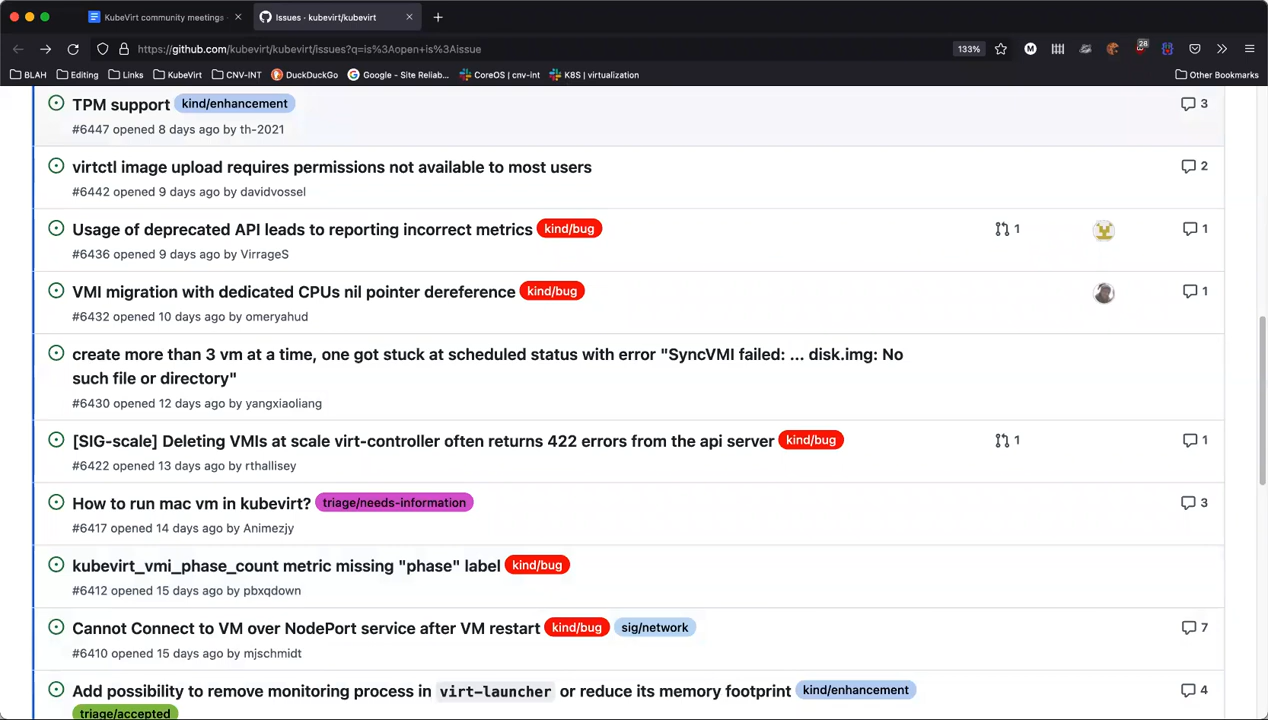 KubeVirt community meetings -
Issues · kubevirt/kubevirt
https://github.com/kubevirt/kubevirt/issues?q=is%3Aopen+is%3Aissue
133%
28
BLAH
Editing
Links
KubeVirt
CNV-INT
DuckDuckGo
Google - Site Reliab...
CoreOS | cnv-int
K8S | virtualization
Other Bookmarks
TPM support kind/enhancement 3
#6447 opened 8 days ago by th-2021
virtctl image upload requires permissions not available to most users 2
#6442 opened 9 days ago by davidvossel
Usage of deprecated API leads to reporting incorrect metrics kind/bug 1 1
#6436 opened 9 days ago by VirrageS
VMI migration with dedicated CPUs nil pointer dereference kind/bug 1
#6432 opened 10 days ago by omeryahud
create more than 3 vm at a time, one got stuck at scheduled status with error "SyncVMI failed: ... disk.img: No
such file or directory"
#6430 opened 12 days ago by yangxiaoliang
[SIG-scale] Deleting VMIs at scale virt-controller often returns 422 errors from the api server kind/bug 1 1
#6422 opened 13 days ago by rthallisey
How to run mac vm in kubevirt? triage/needs-information 3
#6417 opened 14 days ago by Animezjy
kubevirt_vmi_phase_count metric missing "phase" label kind/bug
#6412 opened 15 days ago by pbxqdown
Cannot Connect to VM over NodePort service after VM restart kind/bug sig/network 7
#6410 opened 15 days ago by mjschmidt
Add possibility to remove monitoring process in virt-launcher or reduce its memory footprint kind/enhancement 4
triage/accepted